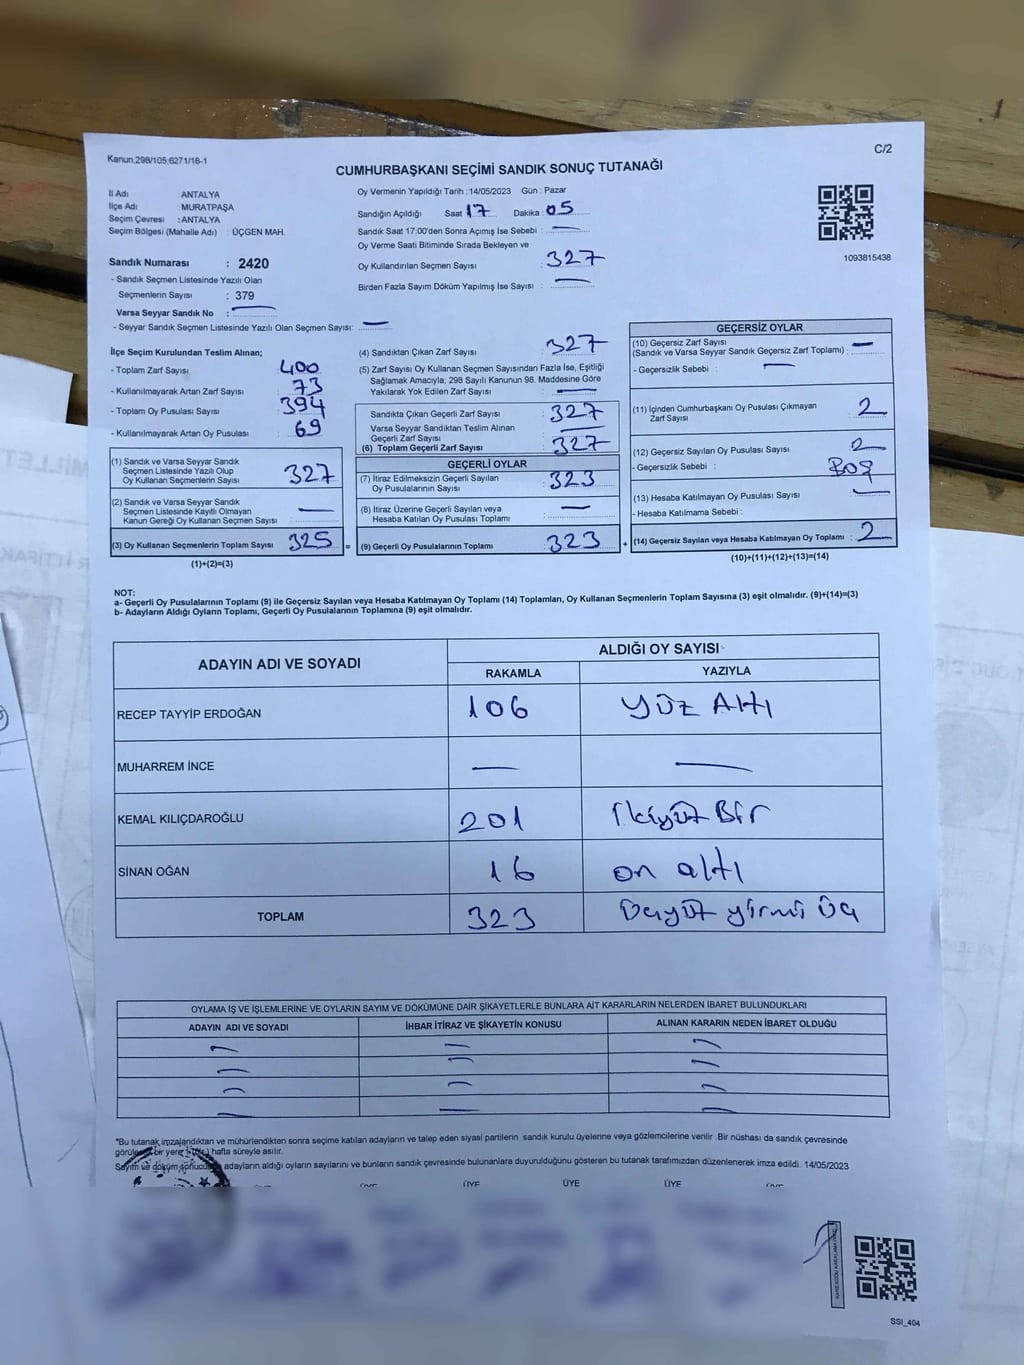 Kanun.298/105;6271/18-1
C/2
CUMHURBAŞKANI SEÇİMİ SANDIK SONUÇ TUTANAĞI
İl Adı : ANTALYA
İlçe Adı : MURATPAŞA
Seçim Çevresi : ANTALYA
Seçim Bölgesi (Mahalle Adı) : ÜÇGEN MAH.
Oy Vermenin Yapıldığı Tarih :14/05/2023 Gün : Pazar
Sandığın Açıldığı Saat : 17 Dakika : 05
Sandık Saat 17:00'den Sonra Açımış İse Sebebi : —
Oy Verme Saati Bitiminde Sırada Bekleyen ve
Oy Kullandırılan Seçmen Sayısı : 327
Birden Fazla Sayım Döküm Yapılmış İse Sayısı : —
1093815438
Sandık Numarası : 2420
- Sandık Seçmen Listesinde Yazılı Olan
Seçmenlerin Sayısı : 379
Varsa Seyyar Sandık No : —
- Seyyar Sandık Seçmen Listesinde Yazılı Olan Seçmen Sayısı: —
İlçe Seçim Kurulundan Teslim Alınan;
- Toplam Zarf Sayısı : 400
- Kullanılmayarak Artan Zarf Sayısı : 73
- Toplam Oy Pusulası Sayısı : 394
- Kullanılmayarak Artan Oy Pusulası : 69
(1) Sandık ve Varsa Seyyar Sandık
Seçmen Listesinde Yazılı Olup
Oy Kullanan Seçmenlerin Sayısı : 327
(2) Sandık ve Varsa Seyyar Sandık
Seçmen Listesinde Kayıtlı Olmayan
Kanun Gereği Oy Kullanan Seçmen Sayısı : —
(3) Oy Kullanan Seçmenlerin Toplam Sayısı : 325 =
(1)+(2)=(3)
(4) Sandıktan Çıkan Zarf Sayısı : 327
(5) Zarf Sayısı Oy Kullanan Seçmen Sayısından Fazla İse, Eşitliği
Sağlamak Amacıyla; 298 Sayılı Kanunun 98. Maddesine Göre
Yakılarak Yok Edilen Zarf Sayısı : —
Sandıkta Çıkan Geçerli Zarf Sayısı : 327
Varsa Seyyar Sandıktan Teslim Alınan
Geçerli Zarf Sayısı : —
(6) Toplam Geçerli Zarf Sayısı : 327
GEÇERLİ OYLAR
(7) İtiraz Edilmeksizin Geçerli Sayılan
Oy Pusulalarının Sayısı : 323
(8) İtiraz Üzerine Geçerli Sayılan veya
Hesaba Katılan Oy Pusulası Toplamı : —
(9) Geçerli Oy Pusulalarının Toplamı : 323 +
GEÇERSİZ OYLAR
(10) Geçersiz Zarf Sayısı
(Sandık ve Varsa Seyyar Sandık Geçersiz Zarf Toplamı) : —
- Geçersizlik Sebebi : —
(11) İçinden Cumhurbaşkanı Oy Pusulası Çıkmayan
Zarf Sayısı : 2
(12) Geçersiz Sayılan Oy Pusulası Sayısı : 2
- Geçersizlik Sebebi : BOŞ
(13) Hesaba Katılmayan Oy Pusulası Sayısı : —
- Hesaba Katılmama Sebebi :
(14) Geçersiz Sayılan veya Hesaba Katılmayan Oy Toplamı : 2
(10)+(11)+(12)+(13)=(14)
NOT:
a- Geçerli Oy Pusulalarının Toplamı (9) ile Geçersiz Sayılan veya Hesaba Katılmayan Oy Toplamı (14) Toplamları, Oy Kullanan Seçmenlerin Toplam Sayısına (3) eşit olmalıdır. (9)+(14)=(3)
b- Adayların Aldığı Oyların Toplamı, Geçerli Oy Pusulalarının Toplamına (9) eşit olmalıdır.
ADAYIN ADI VE SOYADI
ALDIĞI OY SAYISI
RAKAMLA YAZIYLA
RECEP TAYYİP ERDOĞAN 106 YÜZ Altı
MUHARREM İNCE — —
KEMAL KILIÇDAROĞLU 201 İkiyüz Bir
SİNAN OĞAN 16 on altı
TOPLAM 323 Üçyüz yirmi üç
OYLAMA İŞ VE İŞLEMLERİNE VE OYLARIN SAYIM VE DÖKÜMÜNE DAİR ŞİKAYETLERLE BUNLARA AİT KARARLARIN NELERDEN İBARET BULUNDUKLARI
ADAYIN ADI VE SOYADI İHBAR İTİRAZ VE ŞİKAYETİN KONUSU ALINAN KARARIN NEDEN İBARET OLDUĞU
— — —
— — —
— — —
— — —
*Bu tutanak imzalandıktan ve mühürlendikten sonra seçime katılan adayların ve talep eden siyasi partilerin sandık kurulu üyelerine veya gözlemcilerine verilir .Bir nüshası da sandık çevresinde
bir yere hafta süreyle asılır.
Sayım ve döküm sonucunda adayların aldığı oyların sayılarını ve bunların sandık çevresinde bulunanlara duyurulduğunu gösteren bu tutanak tarafımızdan düzenlenerek imza edildi. 14/05/2023
ÜYE ÜYE ÜYE ÜYE
SSI_404